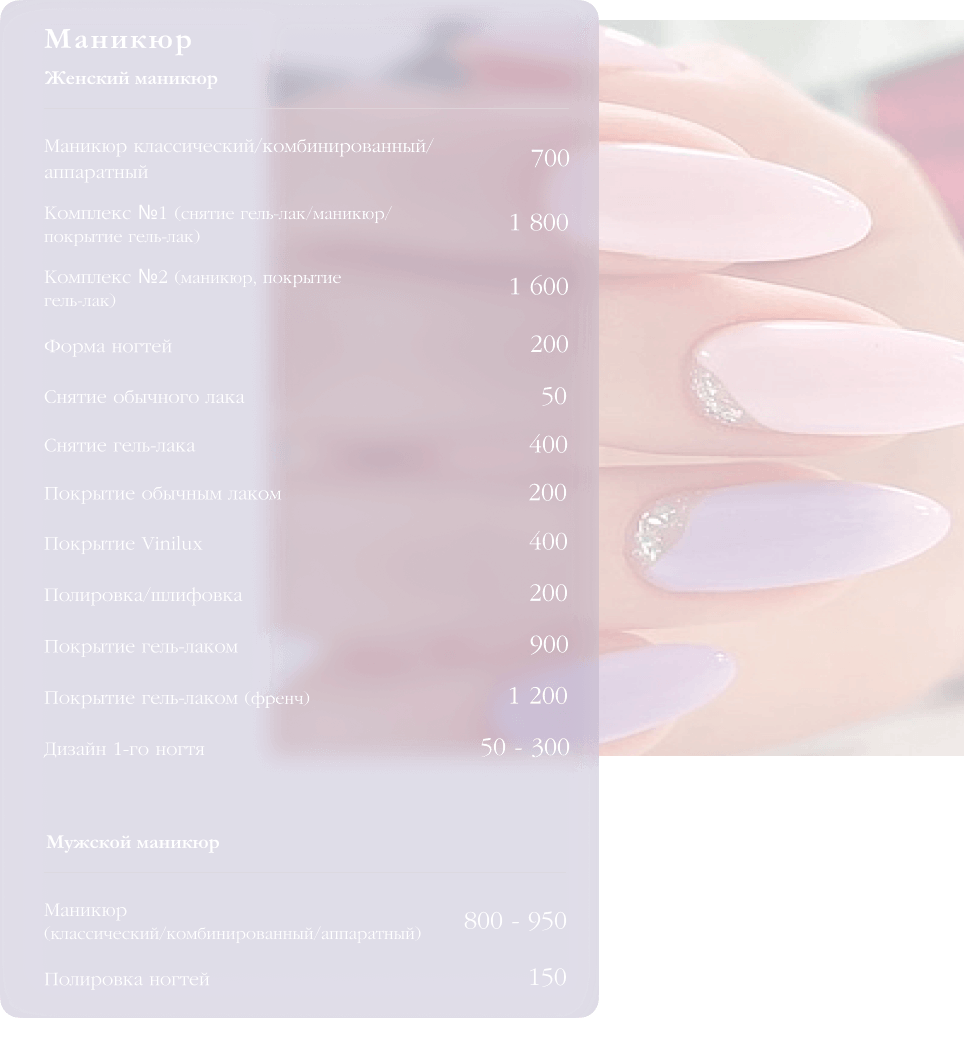 Маникюр
Женский маникюр
Маникюр классический/комбинированный/
аппаратный
700
Комплекс №1 (снятие гель-лак/маникюр/
покрытие гель-лак)
1 800
Комплекс №2 (маникюр, покрытие
гель-лак)
1 600
Форма ногтей 200
Снятие обычного лака 50
Снятие гель-лака 400
Покрытие обычным лаком 200
Покрытие Vinilux 400
Полировка/шлифовка 200
Покрытие гель-лаком 900
Покрытие гель-лаком (френч) 1 200
Дизайн 1-го ногтя 50 - 300
Мужской маникюр
Маникюр
(классический/комбинированный/аппаратный)
800 - 950
Полировка ногтей 150